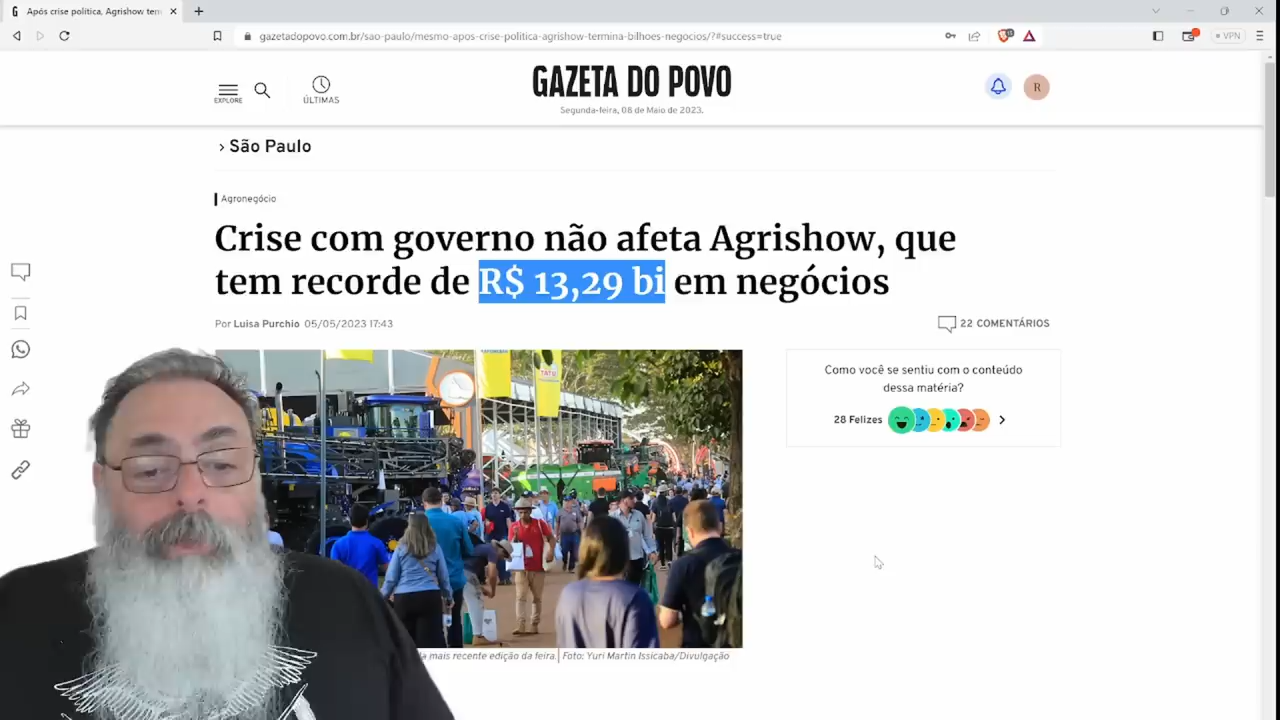 Após crise política, Agrishow tem
gazetadopovo.com.br/sao-paulo/mesmo-apos-crise-politica-agrishow-termina-bilhoes-negocios/?#success=true
VPN
EXPLORE
ÚLTIMAS
GAZETA DO POVO
Segunda-feira, 08 de Maio de 2023.
R
› São Paulo
Agronegócio
Crise com governo não afeta Agrishow, que
tem recorde de R$ 13,29 bi em negócios
Por Luisa Purchio 05/05/2023 17:43
22 COMENTÁRIOS
Como você se sentiu com o conteúdo
dessa matéria?
28 Felizes
TATU
mais recente edição da feira. | Foto: Yuri Martin Issicaba/Divulgação